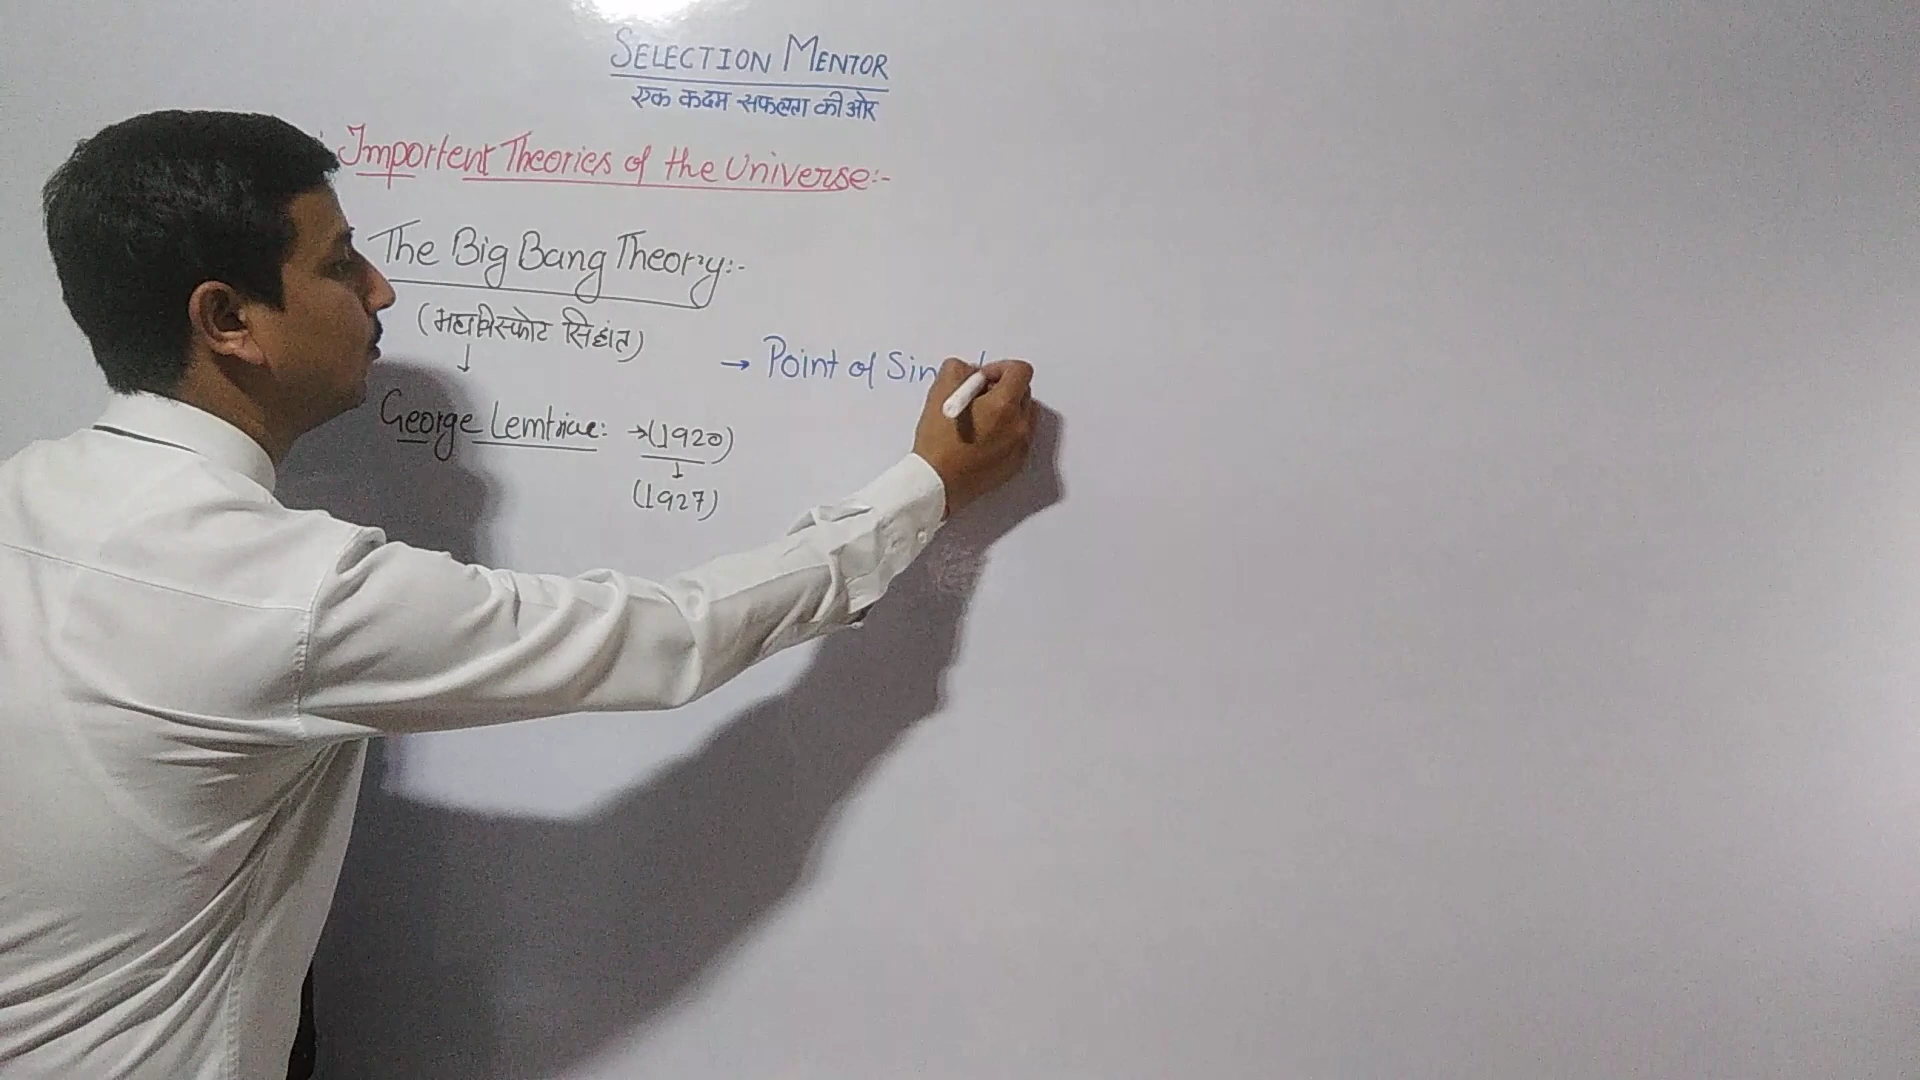 SELECTION MENTOR
एक कदम सफलता की ओर
Importent Theories of the Universe:-
The Big Bang Theory:-
(महाविस्फोट सिद्धांत)
↓
→ Point of Sin
George Lemtriae: →(1920)
↓
(1927)